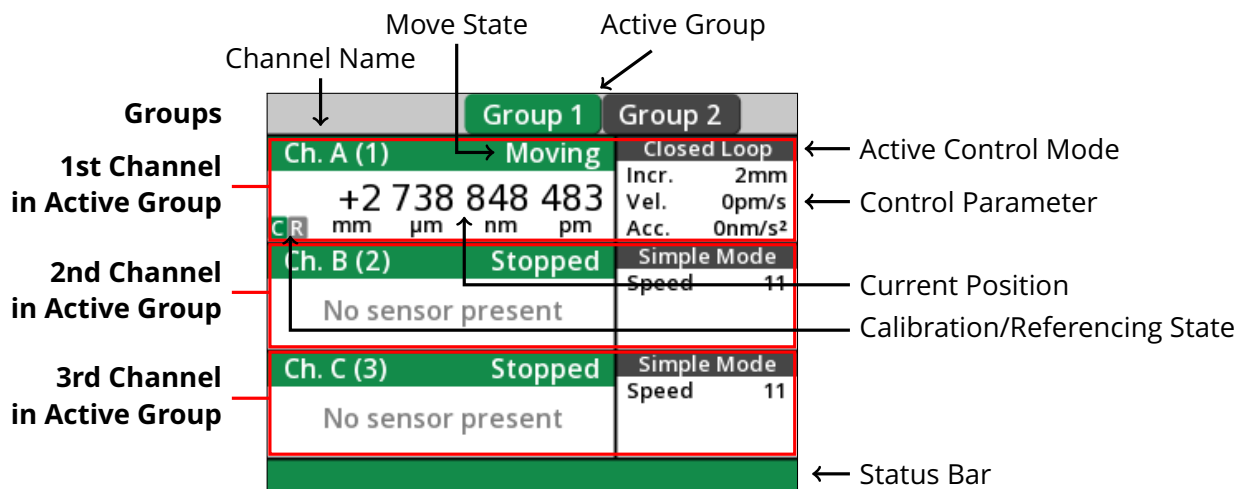 Move State
Active Group
Channel Name
Groups
Group 1
Group 2
1st Channel
in Active Group
Ch. A (1)
Moving
Closed Loop
Incr. 2mm
Vel. 0pm/s
Acc. 0nm/s²
+2 738 848 483
mm µm nm pm
C R
Active Control Mode
Control Parameter
2nd Channel
in Active Group
Ch. B (2)
Stopped
Simple Mode
Speed 11
No sensor present
Current Position
Calibration/Referencing State
3rd Channel
in Active Group
Ch. C (3)
Stopped
Simple Mode
Speed 11
No sensor present
Status Bar